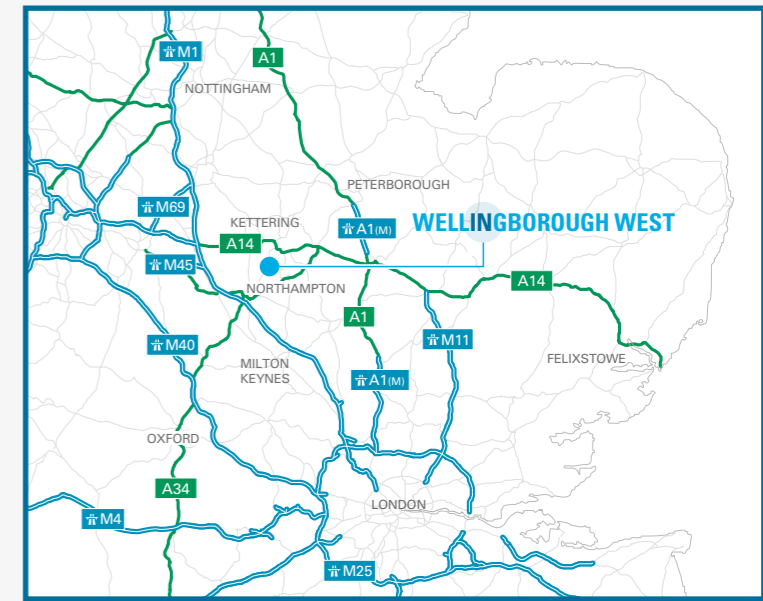 M1
A1
NOTTINGHAM
PETERBOROUGH
M69
KETTERING
A1(M)
WELLINGBOROUGH WEST
A14
M45
A14
NORTHAMPTON
A1
M11
M40
FELIXSTOWE
MILTON
KEYNES
A1(M)
OXFORD
A34
LONDON
M4
M25